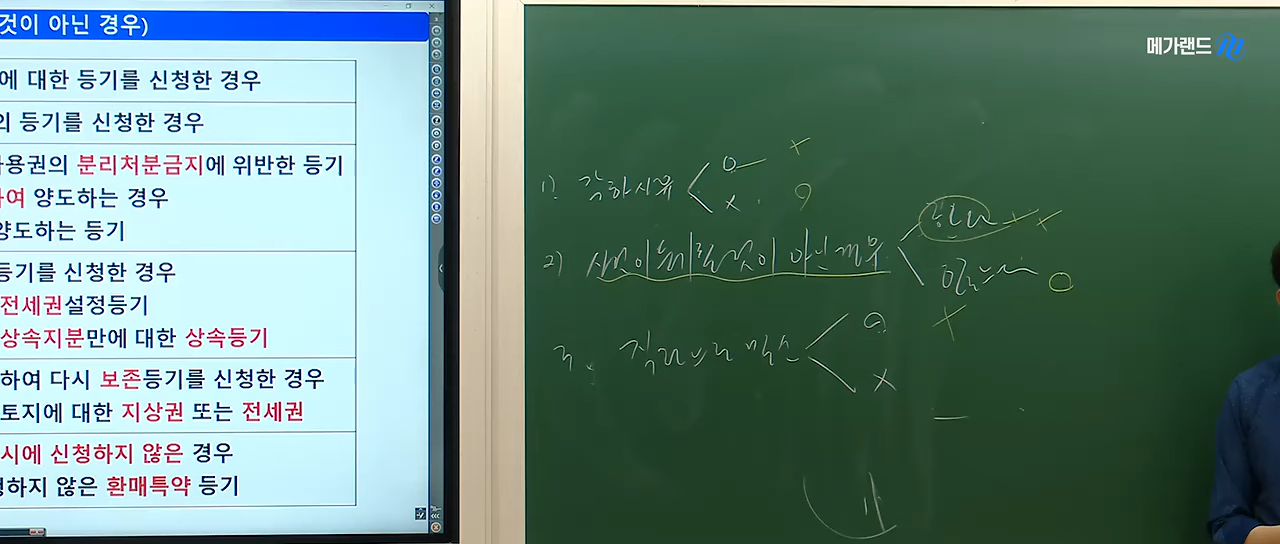 것이 아닌 경우)
에 대한 등기를 신청한 경우
의 등기를 신청한 경우
사용권의 분리처분금지에 위반한 등기
하여 양도하는 경우
양도하는 등기
등기를 신청한 경우
전세권설정등기
상속지분만에 대한 상속등기
하여 다시 보존등기를 신청한 경우
토지에 대한 지상권 또는 전세권
시에 신청하지 않은 경우
하지 않은 환매특약 등기
메가랜드
1) 각하사유
O
X
2) 사건이 등기할 것이 아닌 경우
3. 직권으로 말소
O
X